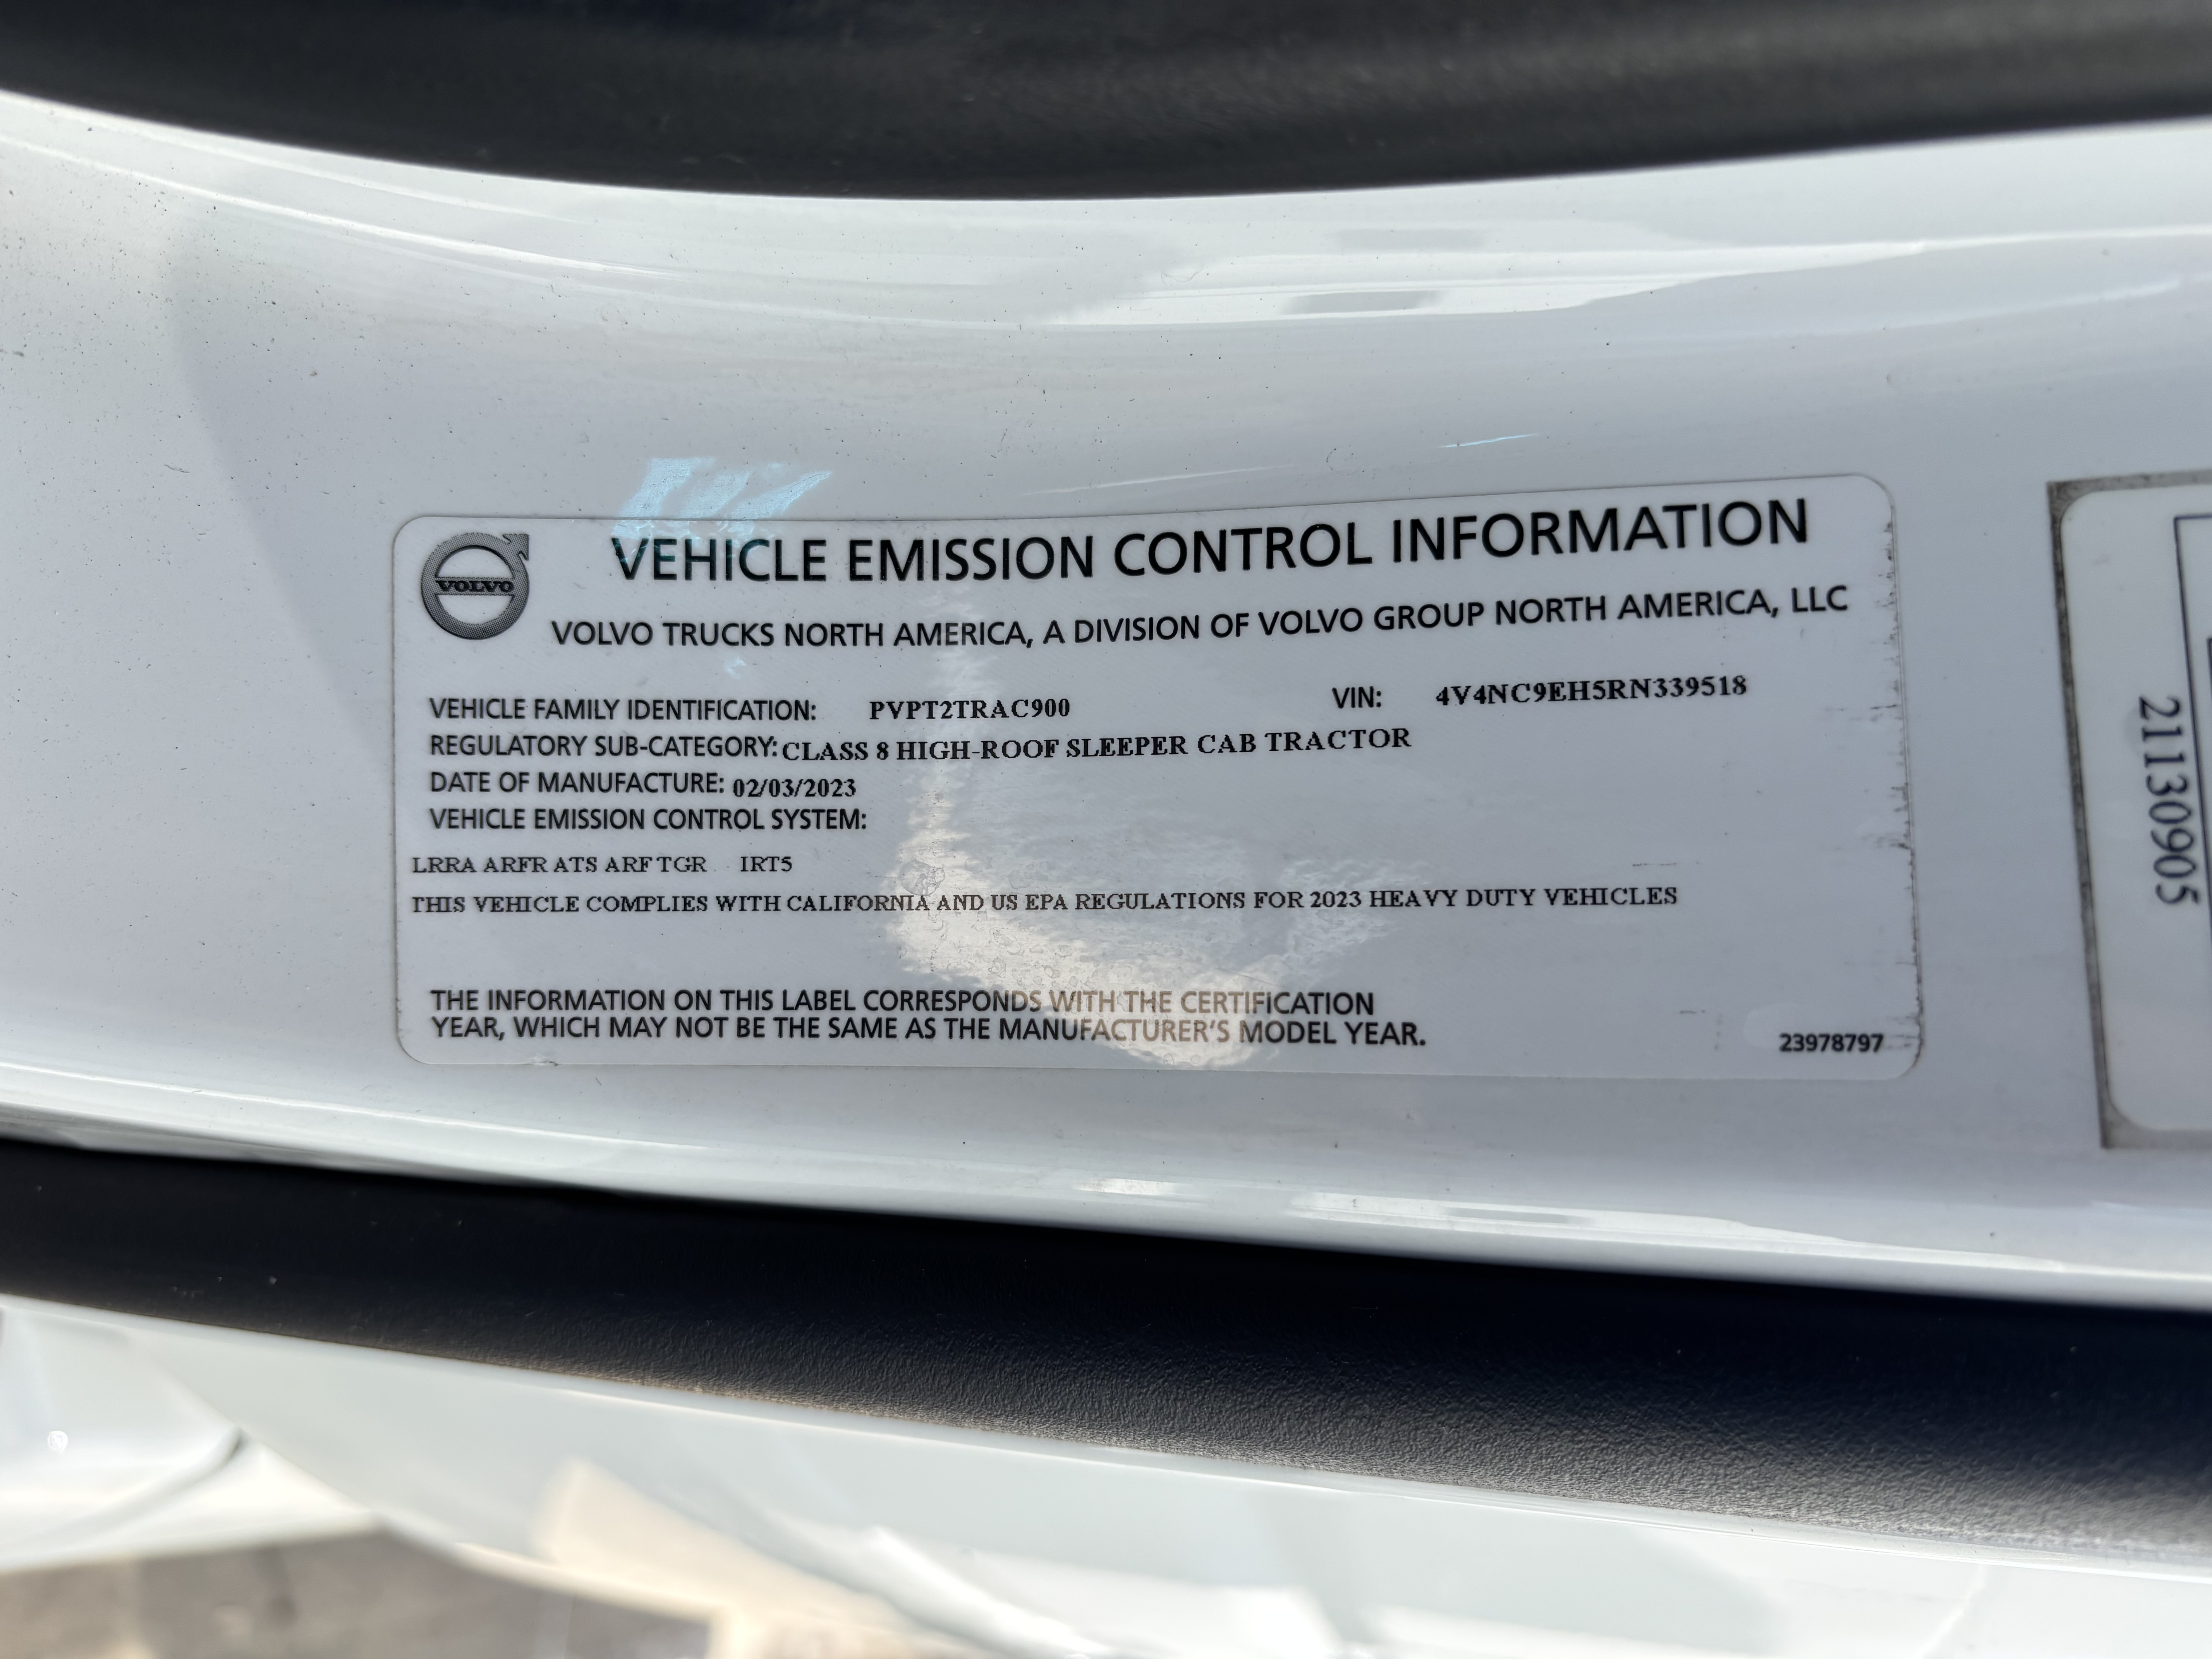 VOLVO
VEHICLE EMISSION CONTROL INFORMATION
VOLVO TRUCKS NORTH AMERICA, A DIVISION OF VOLVO GROUP NORTH AMERICA, LLC
VEHICLE FAMILY IDENTIFICATION: PVPT2TRAC900 VIN: 4V4NC9EH5RN339518
REGULATORY SUB-CATEGORY: CLASS 8 HIGH-ROOF SLEEPER CAB TRACTOR
DATE OF MANUFACTURE: 02/03/2023
VEHICLE EMISSION CONTROL SYSTEM:
LRRA ARFR ATS ARF TGR IRT5
THIS VEHICLE COMPLIES WITH CALIFORNIA AND US EPA REGULATIONS FOR 2023 HEAVY DUTY VEHICLES
THE INFORMATION ON THIS LABEL CORRESPONDS WITH THE CERTIFICATION
YEAR, WHICH MAY NOT BE THE SAME AS THE MANUFACTURER'S MODEL YEAR.
23978797
21130905